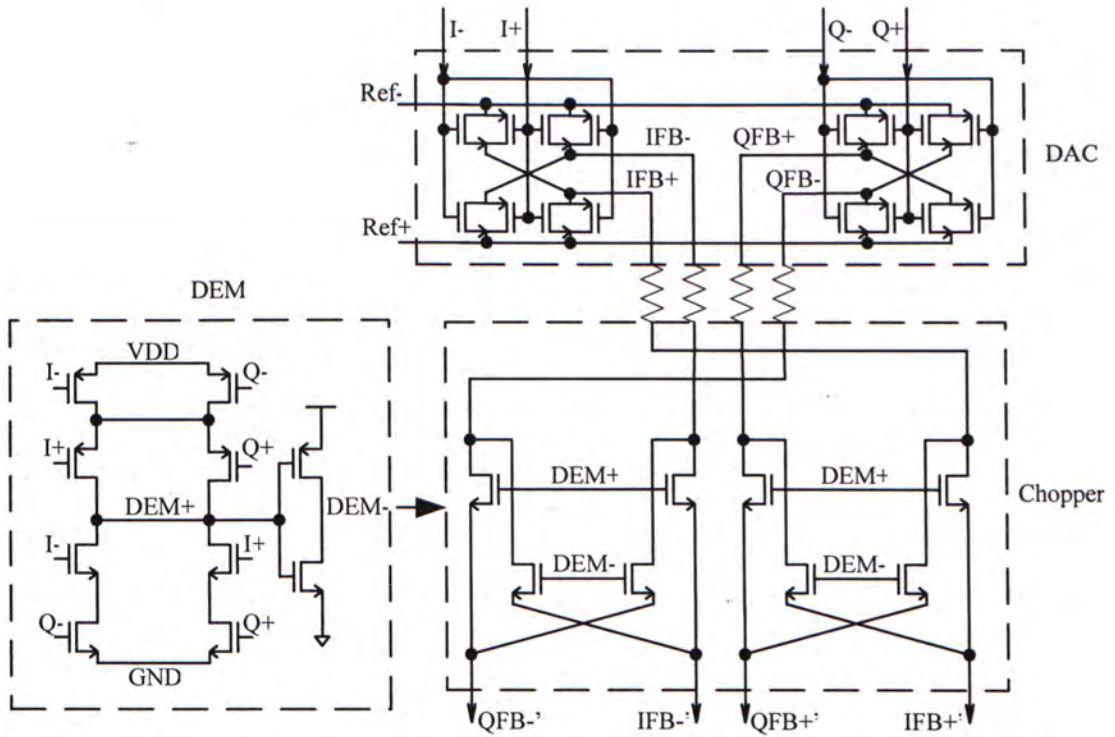 I-
I+
Q-
Q+
Ref-
IFB-
QFB+
DAC
IFB+
QFB-
Ref+
DEM
VDD
I-
Q-
I+
Q+
DEM+
DEM-
I-
I+
Q-
Q+
GND
DEM+
DEM+
Chopper
DEM-
DEM-
QFB-'
IFB-'
QFB+'
IFB+'